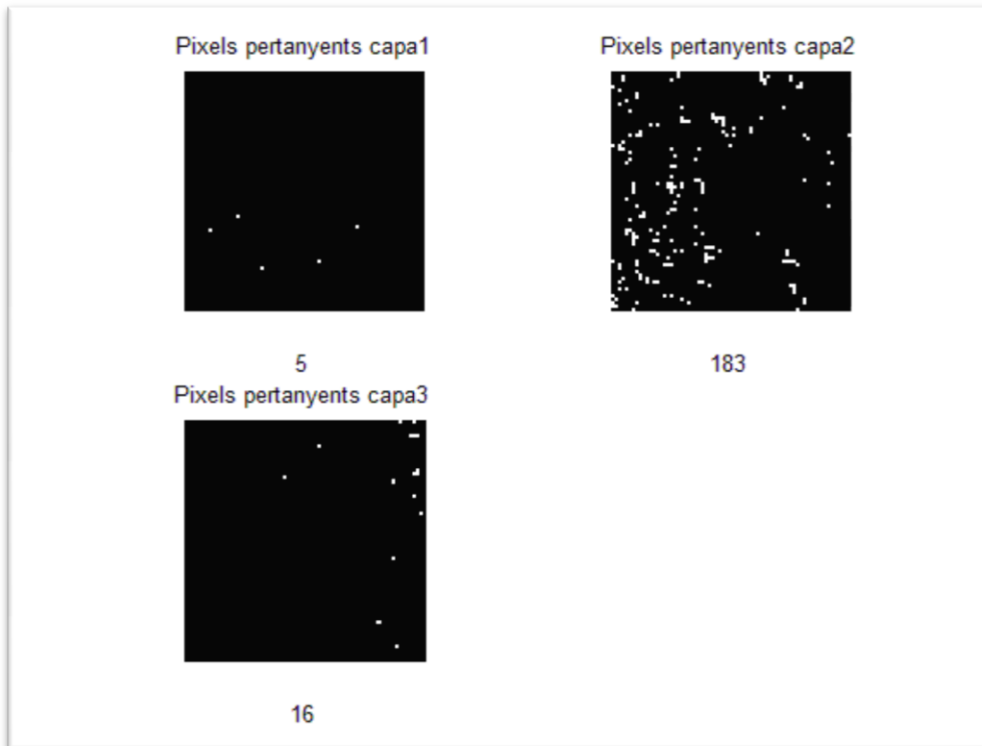 Pixels pertanyents capa1
Pixels pertanyents capa2
5
183
Pixels pertanyents capa3
16